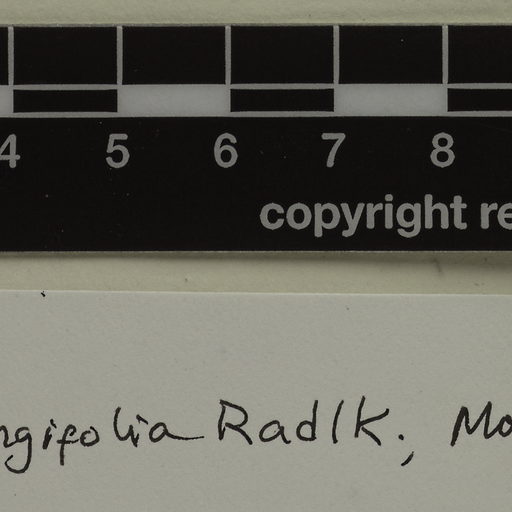 4 5 6 7 8
copyright re
ngifolia Radlk., Mo